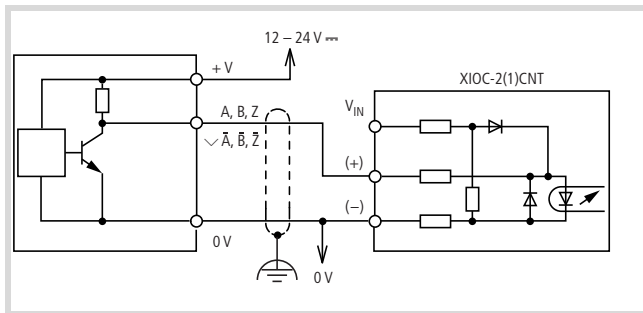 12 – 24 V ⎓
+ V
XIOC-2(1)CNT
A, B, Z
∨ A̅, B̅, Z̅
V_IN
(+)
(–)
0 V
0 V